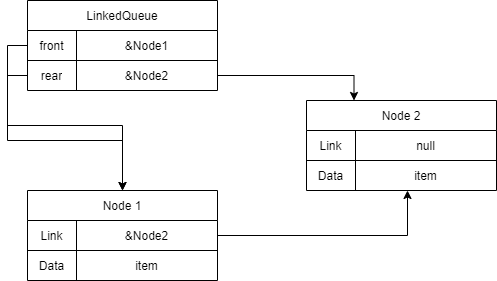 LinkedQueue
front &Node1
rear &Node2
Node 2
Link null
Data item
Node 1
Link &Node2
Data item